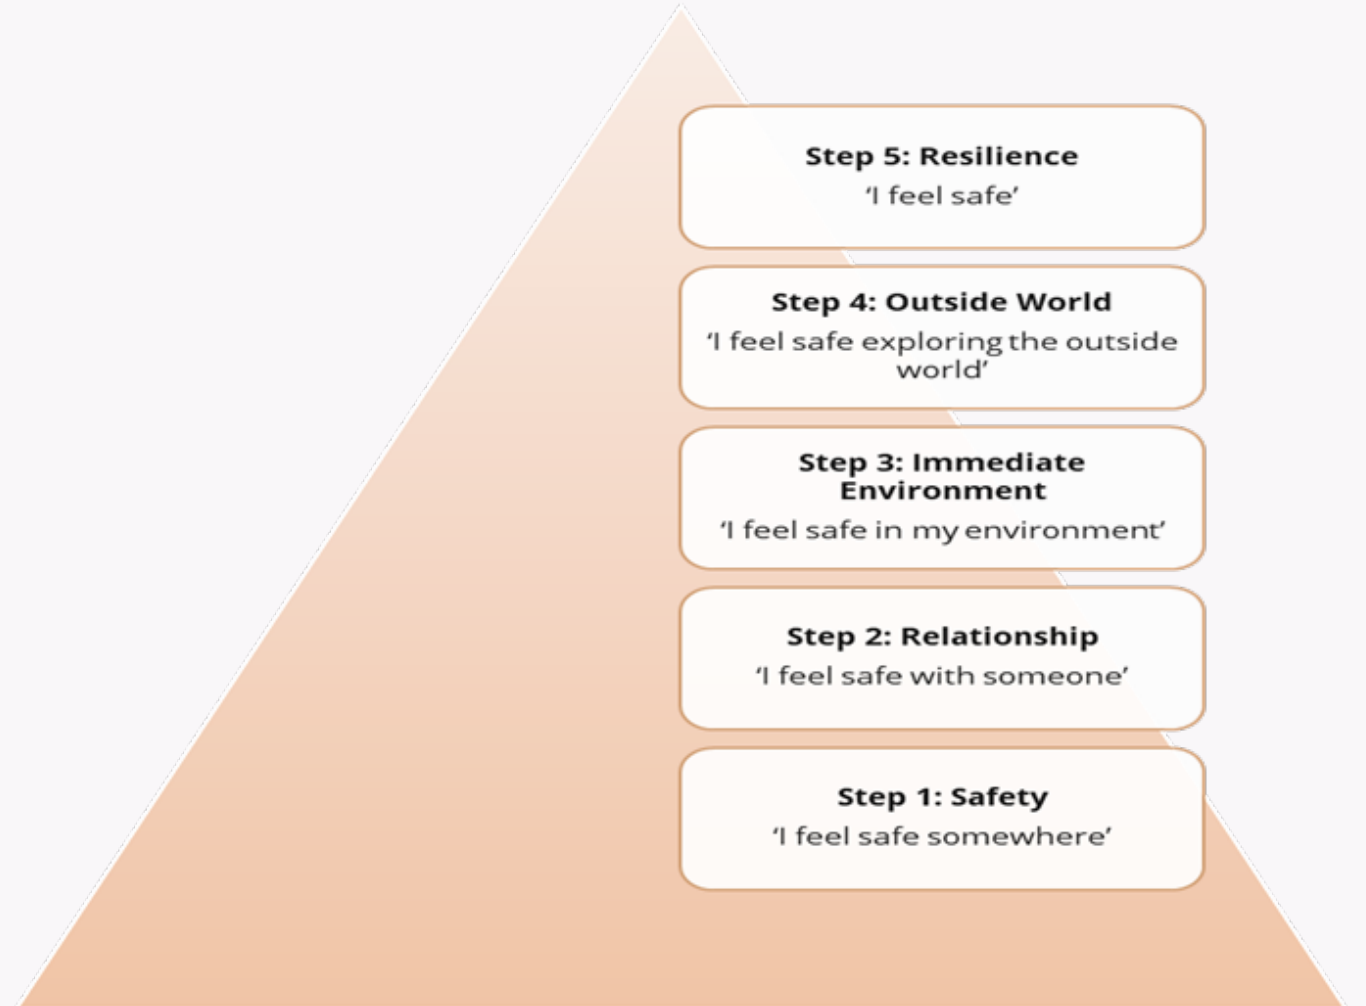 Step 5: Resilience
‘I feel safe’
Step 4: Outside World
‘I feel safe exploring the outside
world’
Step 3: Immediate
Environment
‘I feel safe in my environment’
Step 2: Relationship
‘I feel safe with someone’
Step 1: Safety
‘I feel safe somewhere’